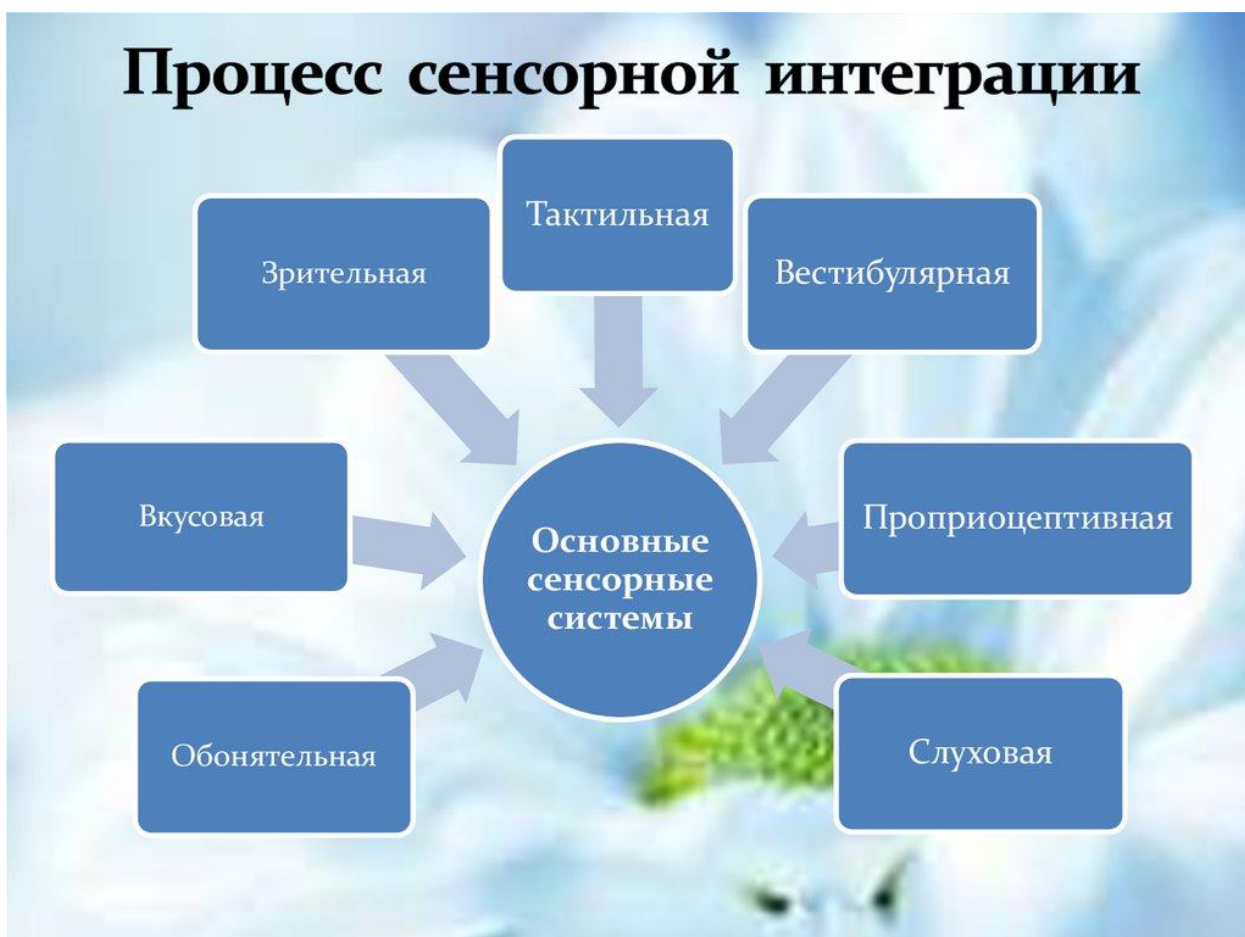 Процесс сенсорной интеграции
Тактильная
Зрительная
Вестибулярная
Вкусовая
Проприоцептивная
Основные
сенсорные
системы
Обонятельная
Слуховая